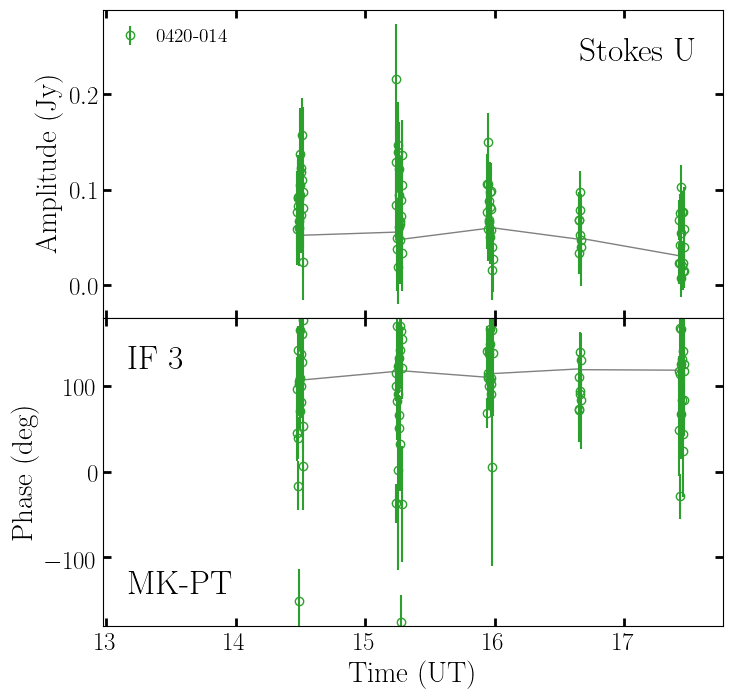 0420-014
Stokes U
Amplitude (Jy)
0.2
0.1
0.0
IF 3
Phase (deg)
100
0
−100
MK-PT
13 14 15 16 17
Time (UT)